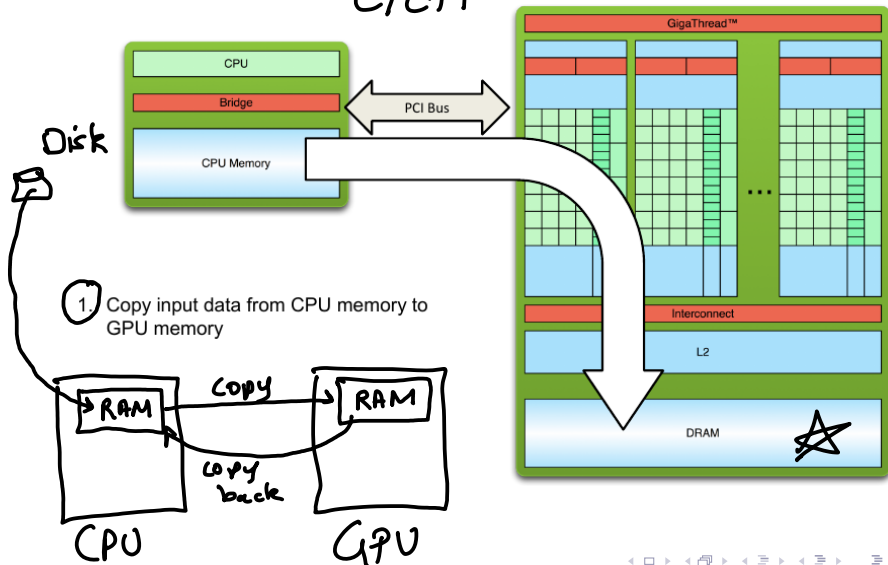 GigaThread™
CPU
Bridge
PCI Bus
CPU Memory
Disk
...
1. Copy input data from CPU memory to
GPU memory
Interconnect
L2
DRAM
RAM
copy
RAM
copy
back
CPU
GPU